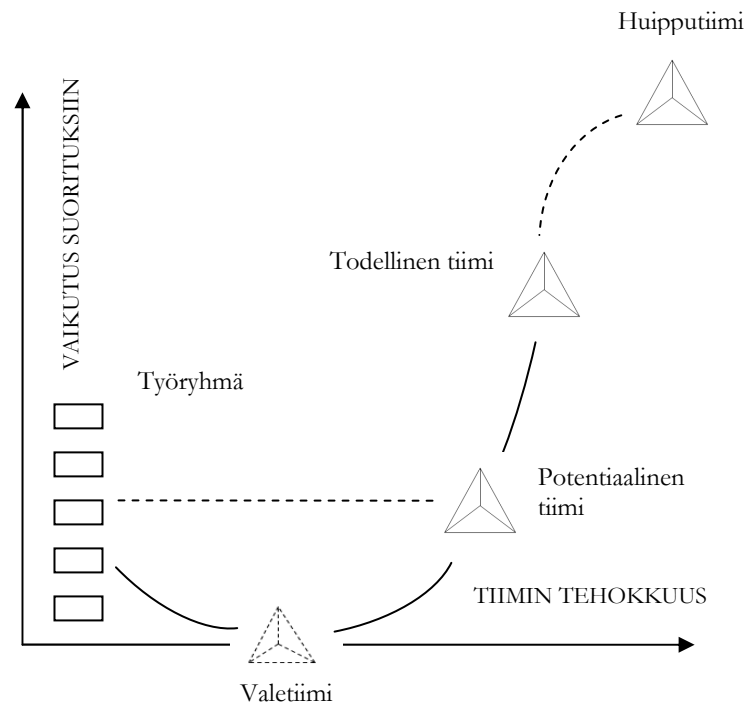 Huipputiimi
VAIKUTUS SUORITUKSIIN
Todellinen tiimi
Työryhmä
Potentiaalinen
tiimi
TIIMIN TEHOKKUUS
Valetiimi